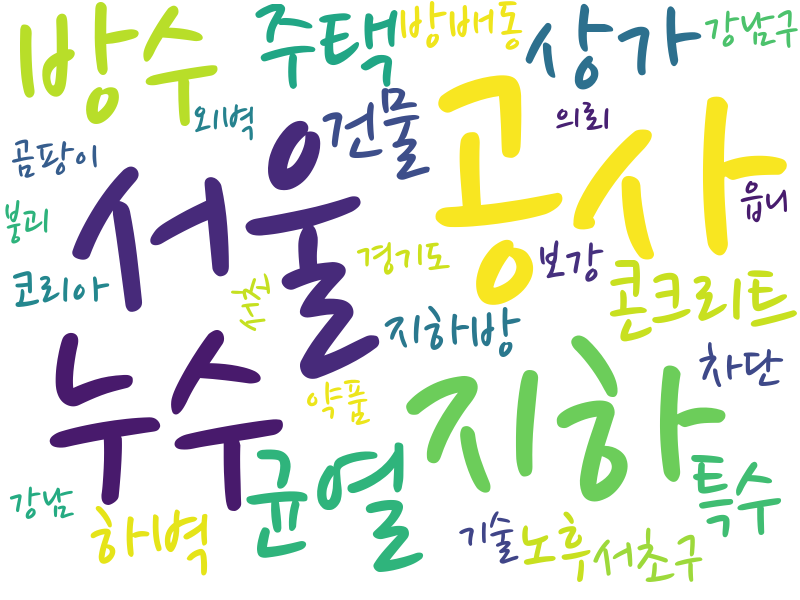 방수
주택
방배동
상가
강남구
외벽
건물
공사
의뢰
곰팡이
서울
읍니
붕괴
경기도
보강
코리아
서초
콘크리트
지하방
차단
누수
약품
지하
균열
특수
강남
하벽
기술
노후
서초구